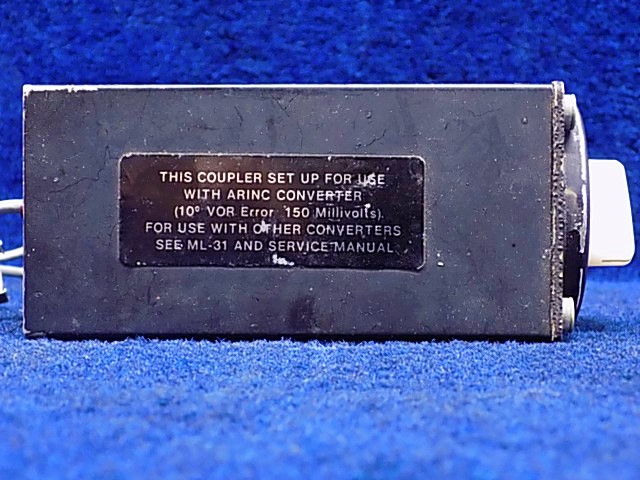 THIS COUPLER SET UP FOR USE
WITH ARINC CONVERTER
(10º VOR Error 150 Millivolts)
FOR USE WITH OTHER CONVERTERS
SEE ML-31 AND SERVICE MANUAL